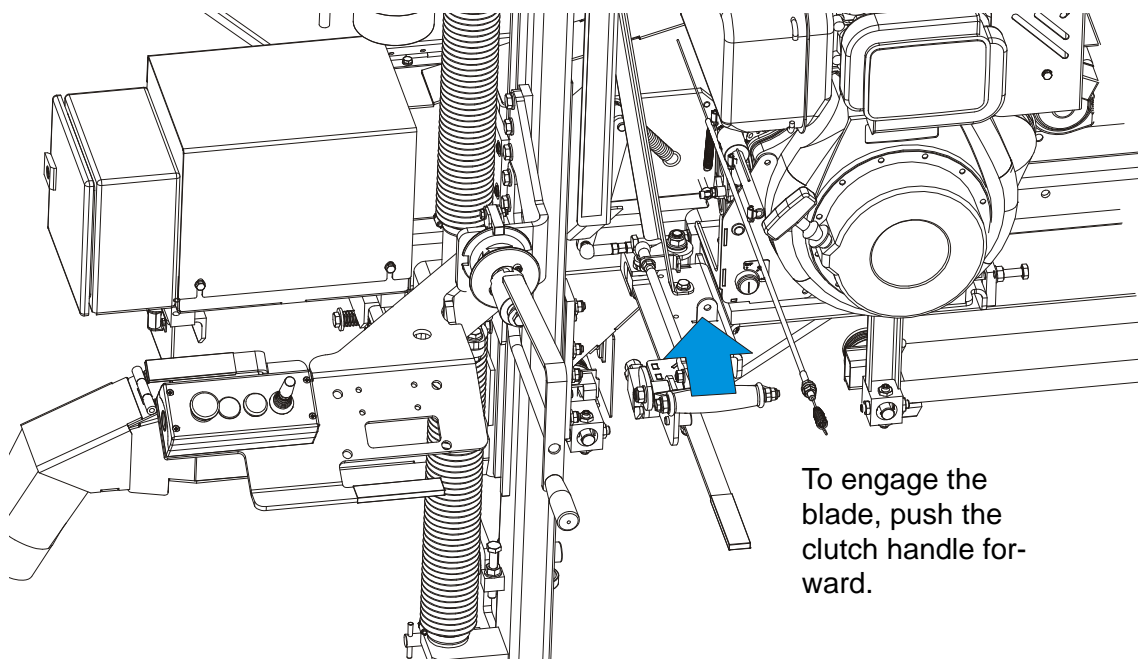 To engage the
blade, push the
clutch handle for-
ward.